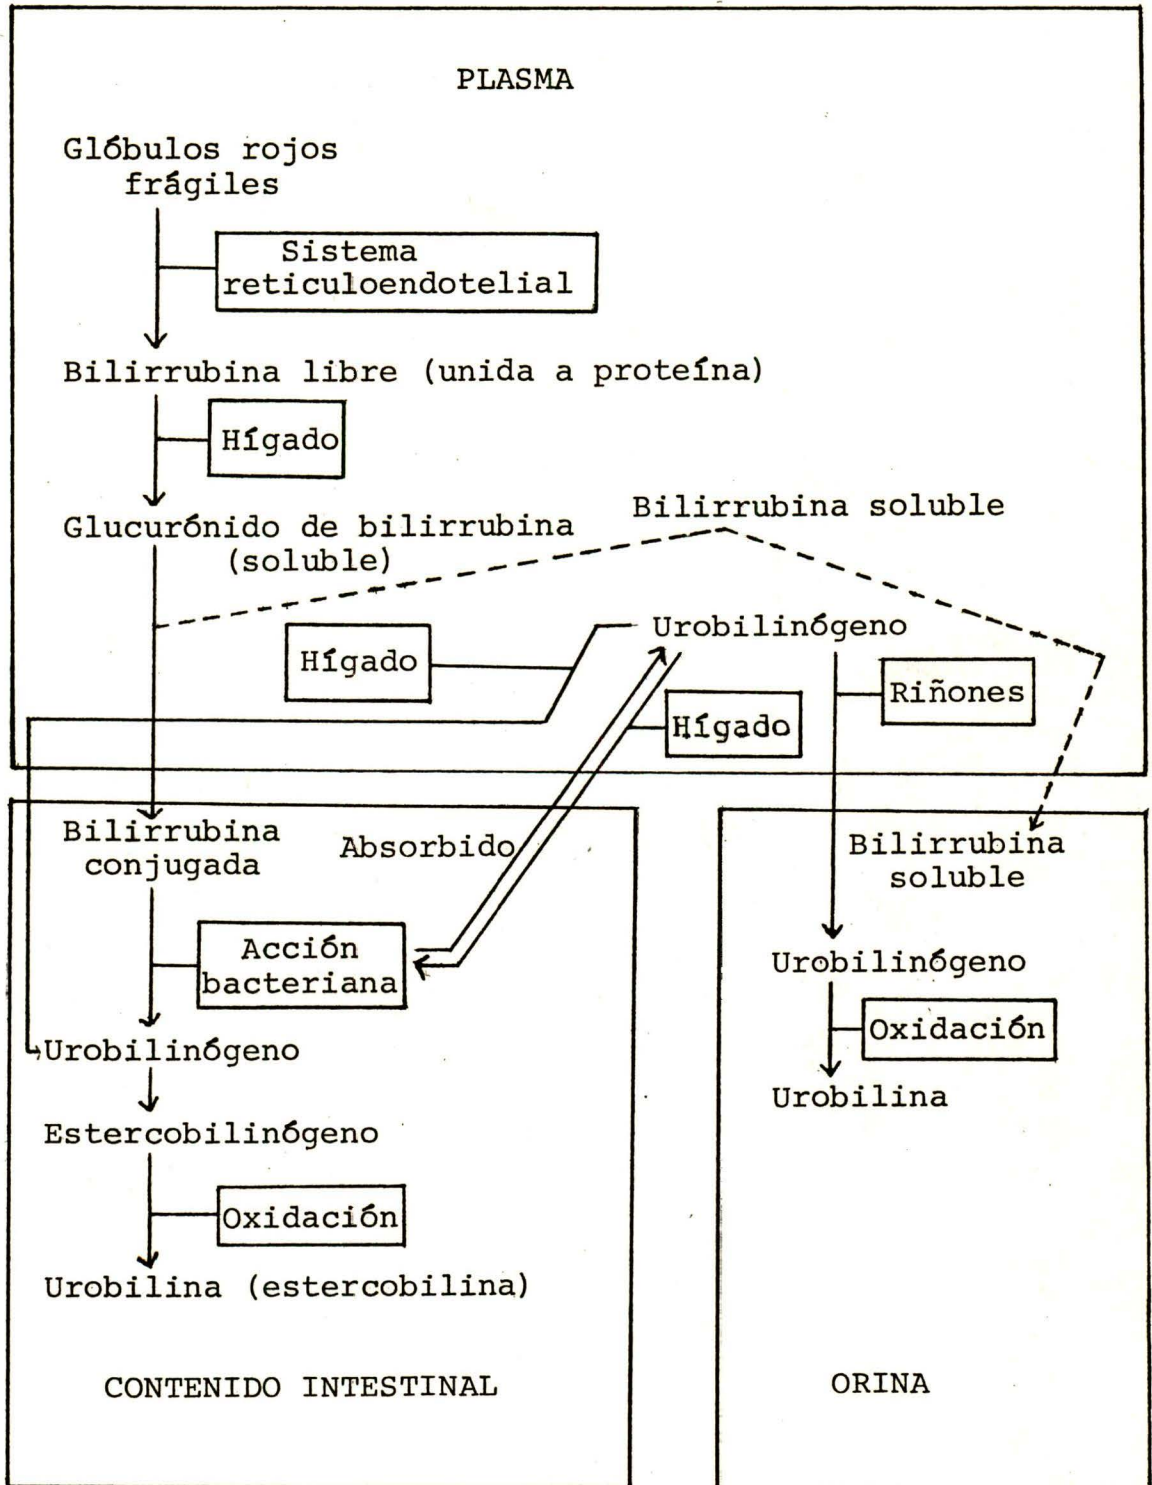 PLASMA
Glóbulos rojos
frágiles
Sistema
reticuloendotelial
Bilirrubina libre (unida a proteína)
Hígado
Glucurónido de bilirrubina
(soluble)
Bilirrubina soluble
Urobilinógeno
Hígado
Riñones
Hígado
Bilirrubina
conjugada
Absorbido
Acción
bacteriana
Urobilinógeno
Estercobilinógeno
Oxidación
Urobilina (estercobilina)
CONTENIDO INTESTINAL
Bilirrubina
soluble
Urobilinógeno
Oxidación
Urobilina
ORINA